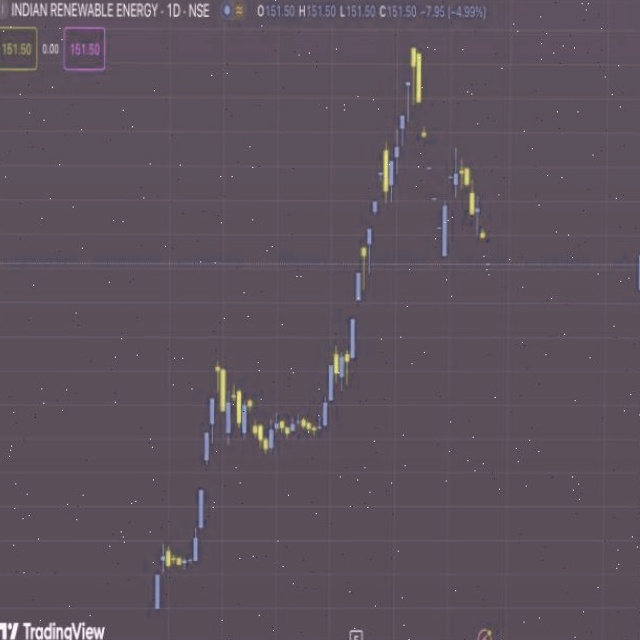 INDIAN RENEWABLE ENERGY · 1D · NSE O151.50 H151.50 L151.50 C151.50 −7.95 (−4.99%)
151.50 0.00 151.50
TradingView